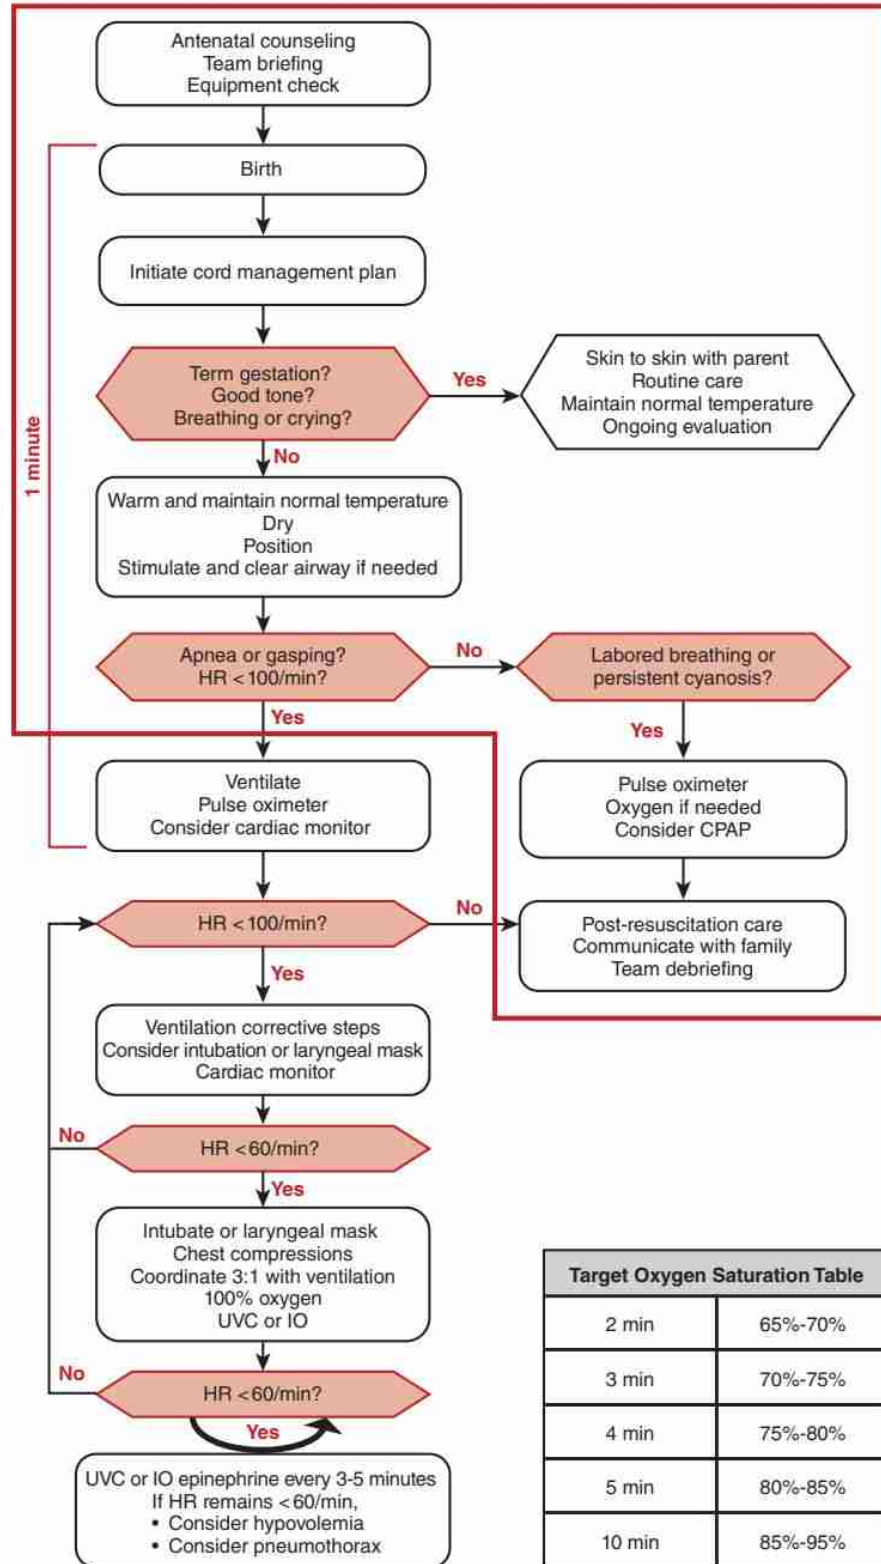 Antenatal counseling
Team briefing
Equipment check
Birth
Initiate cord management plan
Term gestation?
Good tone?
Breathing or crying?
Yes
Skin to skin with parent
Routine care
Maintain normal temperature
Ongoing evaluation
No
1 minute
Warm and maintain normal temperature
Dry
Position
Stimulate and clear airway if needed
Apnea or gasping?
HR <100/min?
No
Labored breathing or
persistent cyanosis?
Yes
Yes
Ventilate
Pulse oximeter
Consider cardiac monitor
Pulse oximeter
Oxygen if needed
Consider CPAP
HR <100/min?
No
Post-resuscitation care
Communicate with family
Team debriefing
Yes
Ventilation corrective steps
Consider intubation or laryngeal mask
Cardiac monitor
No
HR <60/min?
Yes
Intubate or laryngeal mask
Chest compressions
Coordinate 3:1 with ventilation
100% oxygen
UVC or IO
No
HR <60/min?
Yes
UVC or IO epinephrine every 3-5 minutes
If HR remains <60/min,
• Consider hypovolemia
• Consider pneumothorax
Target Oxygen Saturation Table
2 min 65%-70%
3 min 70%-75%
4 min 75%-80%
5 min 80%-85%
10 min 85%-95%